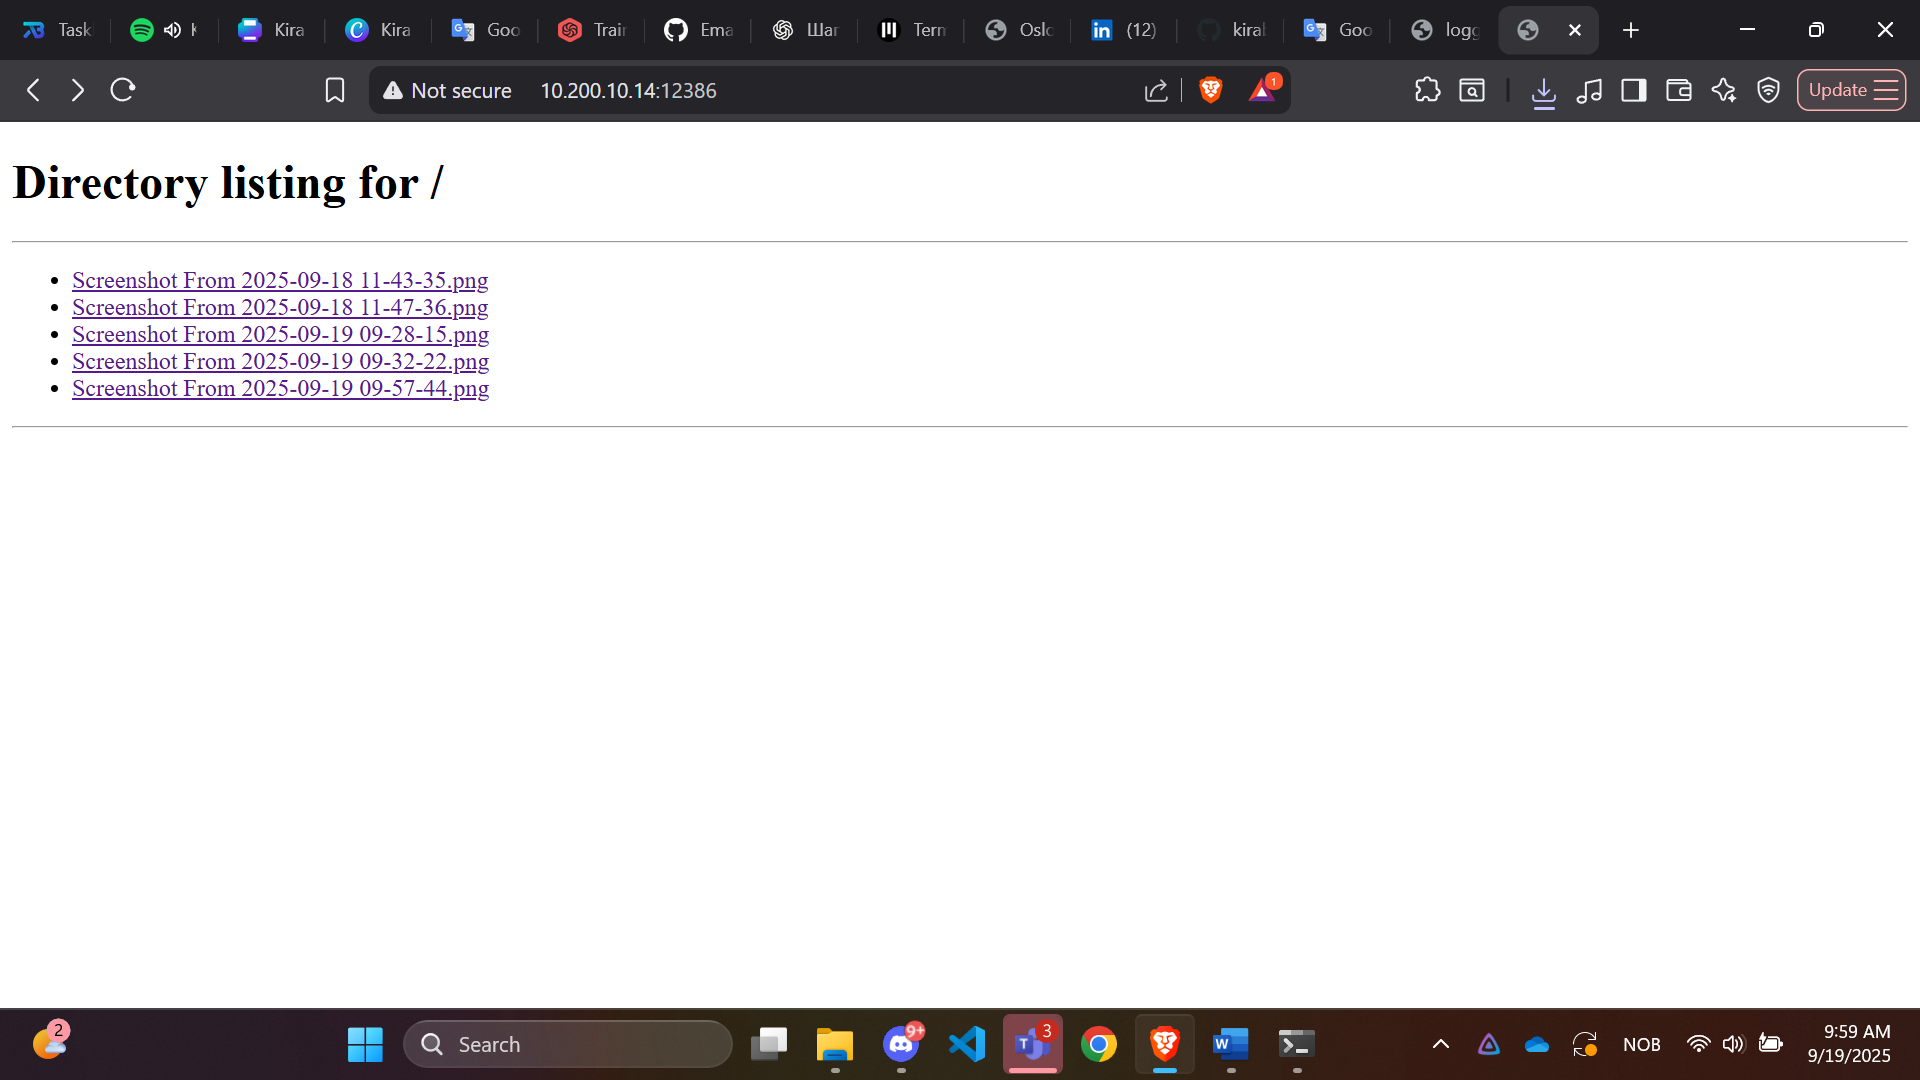 Task
Kira
Kira
Goo
Train
Ema
Шаг
Term
Oslo
(12)
kiral
Goo
logg
Not secure 10.200.10.14:12386
1
Update
Directory listing for /
Screenshot From 2025-09-18 11-43-35.png
Screenshot From 2025-09-18 11-47-36.png
Screenshot From 2025-09-19 09-28-15.png
Screenshot From 2025-09-19 09-32-22.png
Screenshot From 2025-09-19 09-57-44.png
2
Search
9+
3
NOB
9:59 AM
9/19/2025